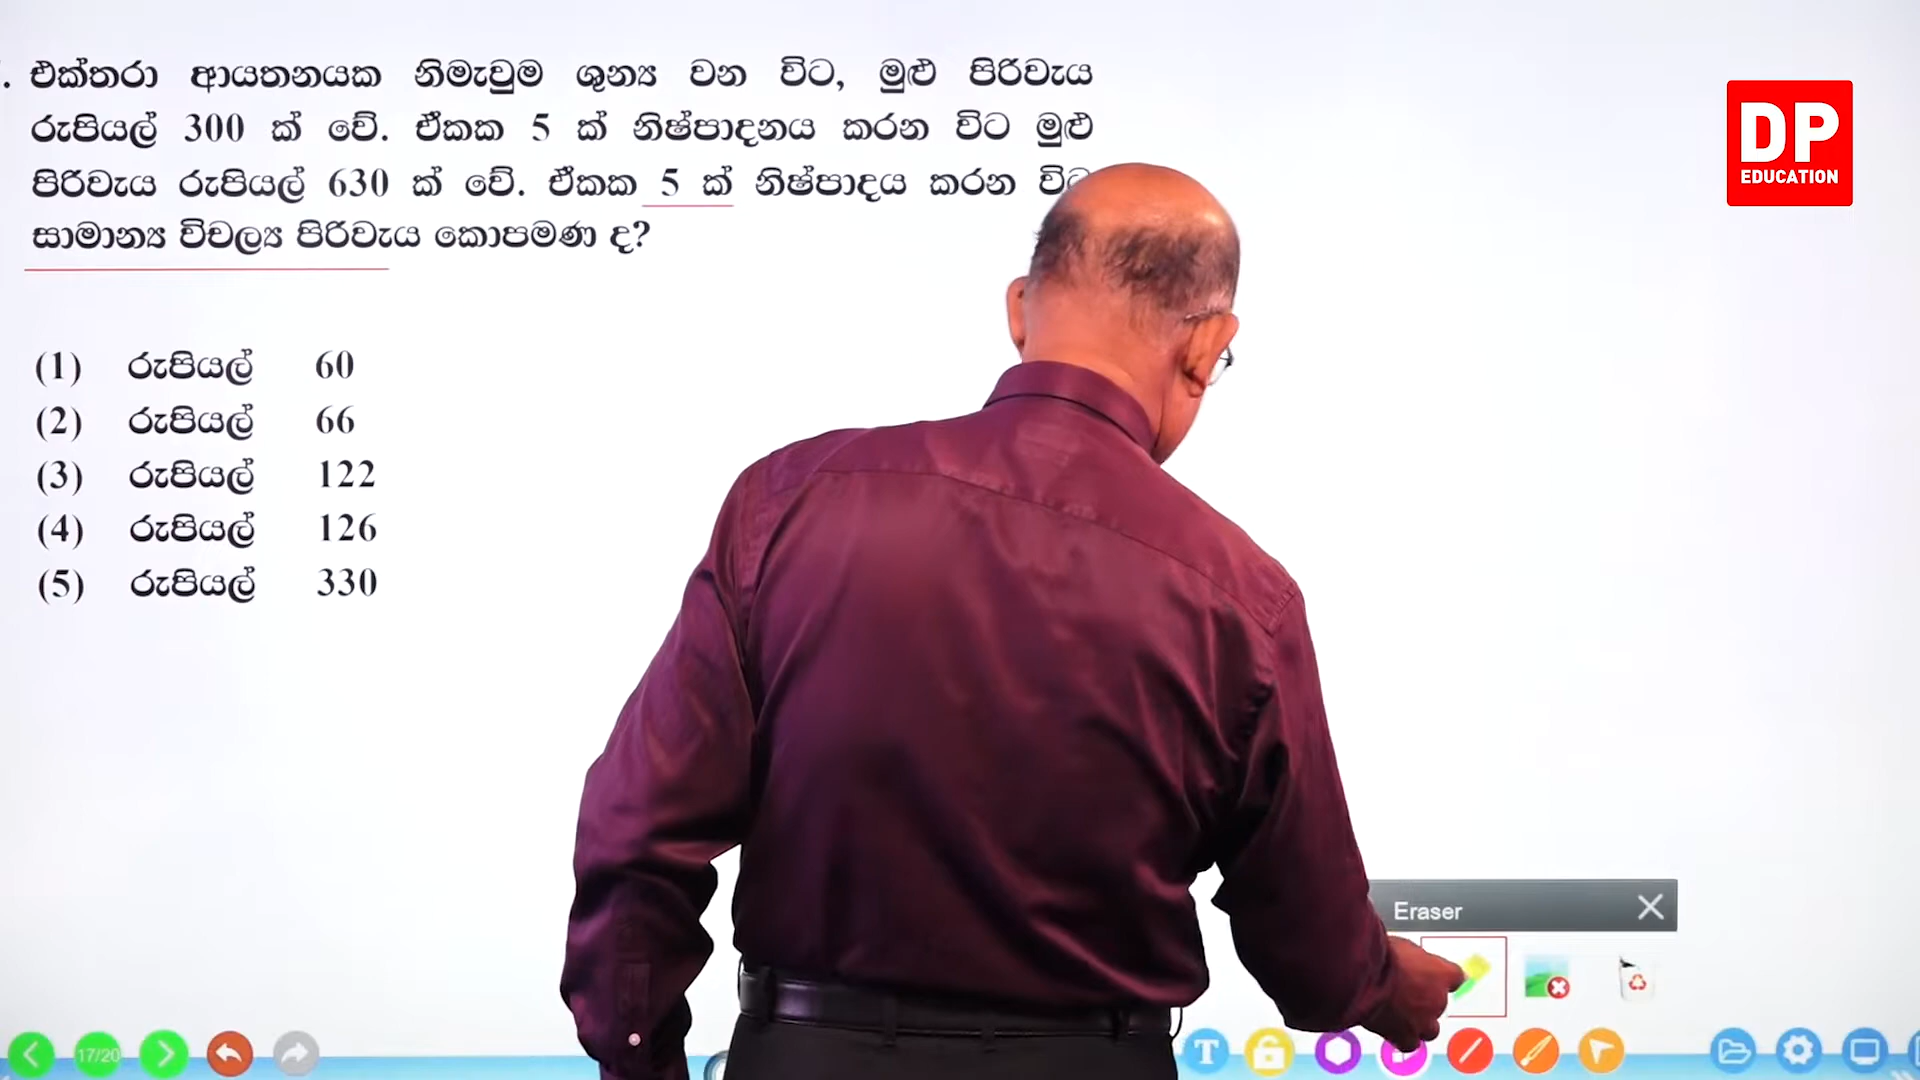 . එක්තරා ආයතනයක නිමැවුම ශුන්‍ය වන විට, මුළු පිරිවැය
රුපියල් 300 ක් වේ. ඒකක 5 ක් නිෂ්පාදනය කරන විට මුළු
පිරිවැය රුපියල් 630 ක් වේ. ඒකක 5 ක් නිෂ්පාදය කරන විට
සාමාන්‍ය විචල්‍ය පිරිවැය කොපමණ ද?
(1) රුපියල් 60
(2) රුපියල් 66
(3) රුපියල් 122
(4) රුපියල් 126
(5) රුපියල් 330
DP
EDUCATION
Eraser
17/20
T